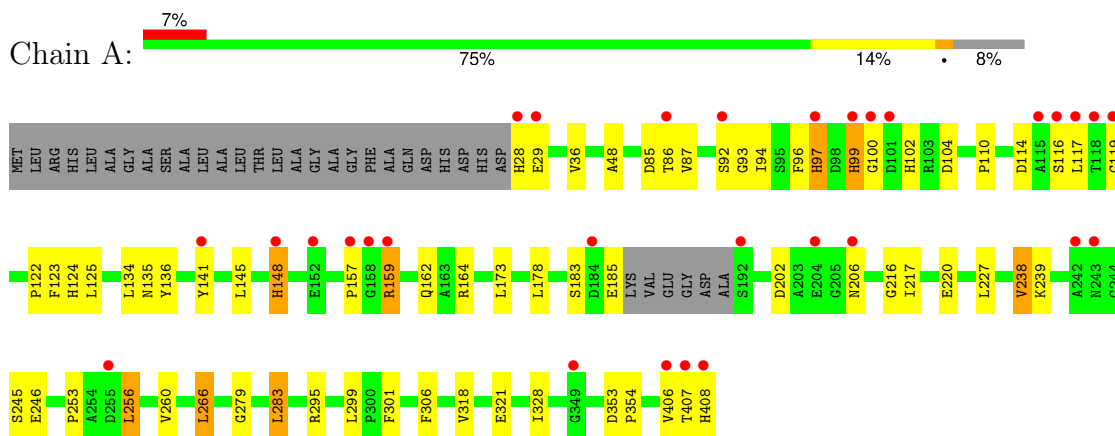 7%
Chain A:
75% 14% • 8%
MET LEU ARG HIS LEU ALA GLY ALA SER ALA LEU ALA LEU THR LEU ALA GLY ALA GLY PHE ALA GLN ASP HIS ASP HIS ASP H28 E29 V36 A48 D85 T86 V87 S92 G93 I94 S95 F96 H97 D98 H99 G100 D101 H102 R103 D104 P110 D114 A115 S116 L117 T118 G119
P122 F123 H124 L125 L134 N135 Y136 Y141 L145 H148 E152 P157 G158 R159 Q162 A163 R164 L173 L178 S183 D184 E185 LYS VAL GLU GLY ASP ALA S192 D202 A203 E204 G205 N206 G216 I217 E220 L227 V238 K239 A242 N243 G244
S245 E246 P253 A254 D255 L256 V260 L266 G279 L283 R295 L299 P300 F301 F306 V318 E321 I328 G349 D353 P354 V406 T407 H408